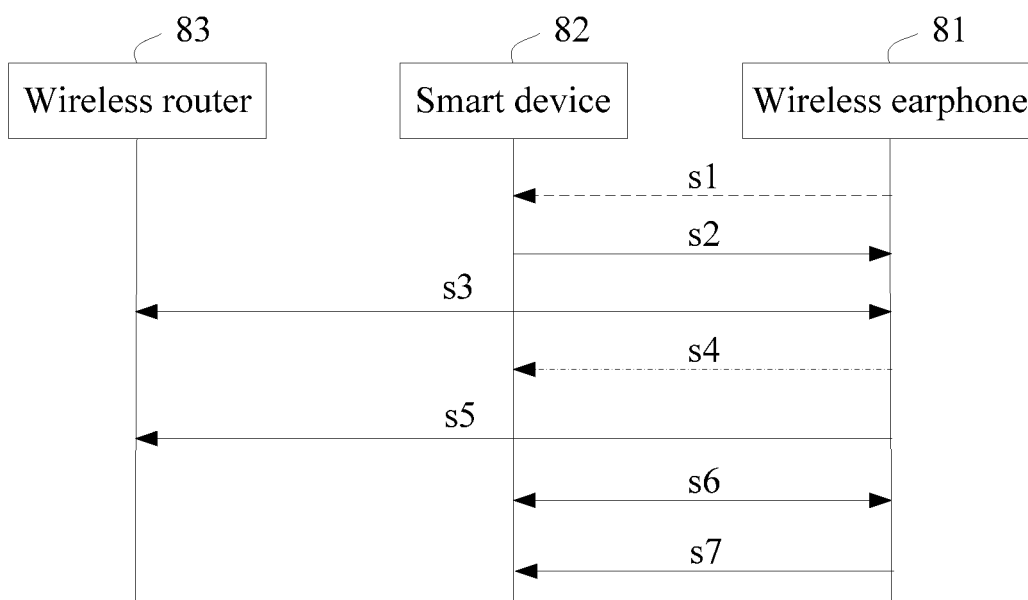 83 82 81
Wireless router Smart device Wireless earphone
s1
s2
s3
s4
s5
s6
s7